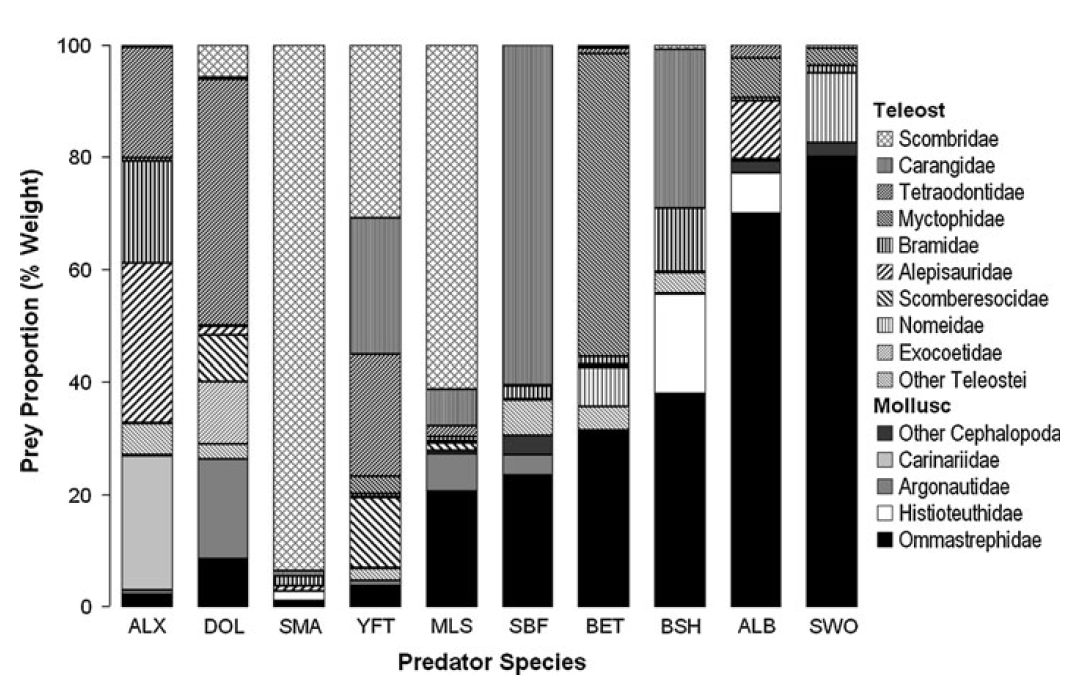 Prey Proportion (% Weight)
100
80
60
40
20
0
ALX DOL SMA YFT MLS SBF BET BSH ALB SWO
Predator Species
Teleost
Scombridae
Carangidae
Tetraodontidae
Myctophidae
Bramidae
Alepisauridae
Scomberesocidae
Nomeidae
Exocoetidae
Other Teleostei
Mollusc
Other Cephalopoda
Carinariidae
Argonautidae
Histioteuthidae
Ommastrephidae